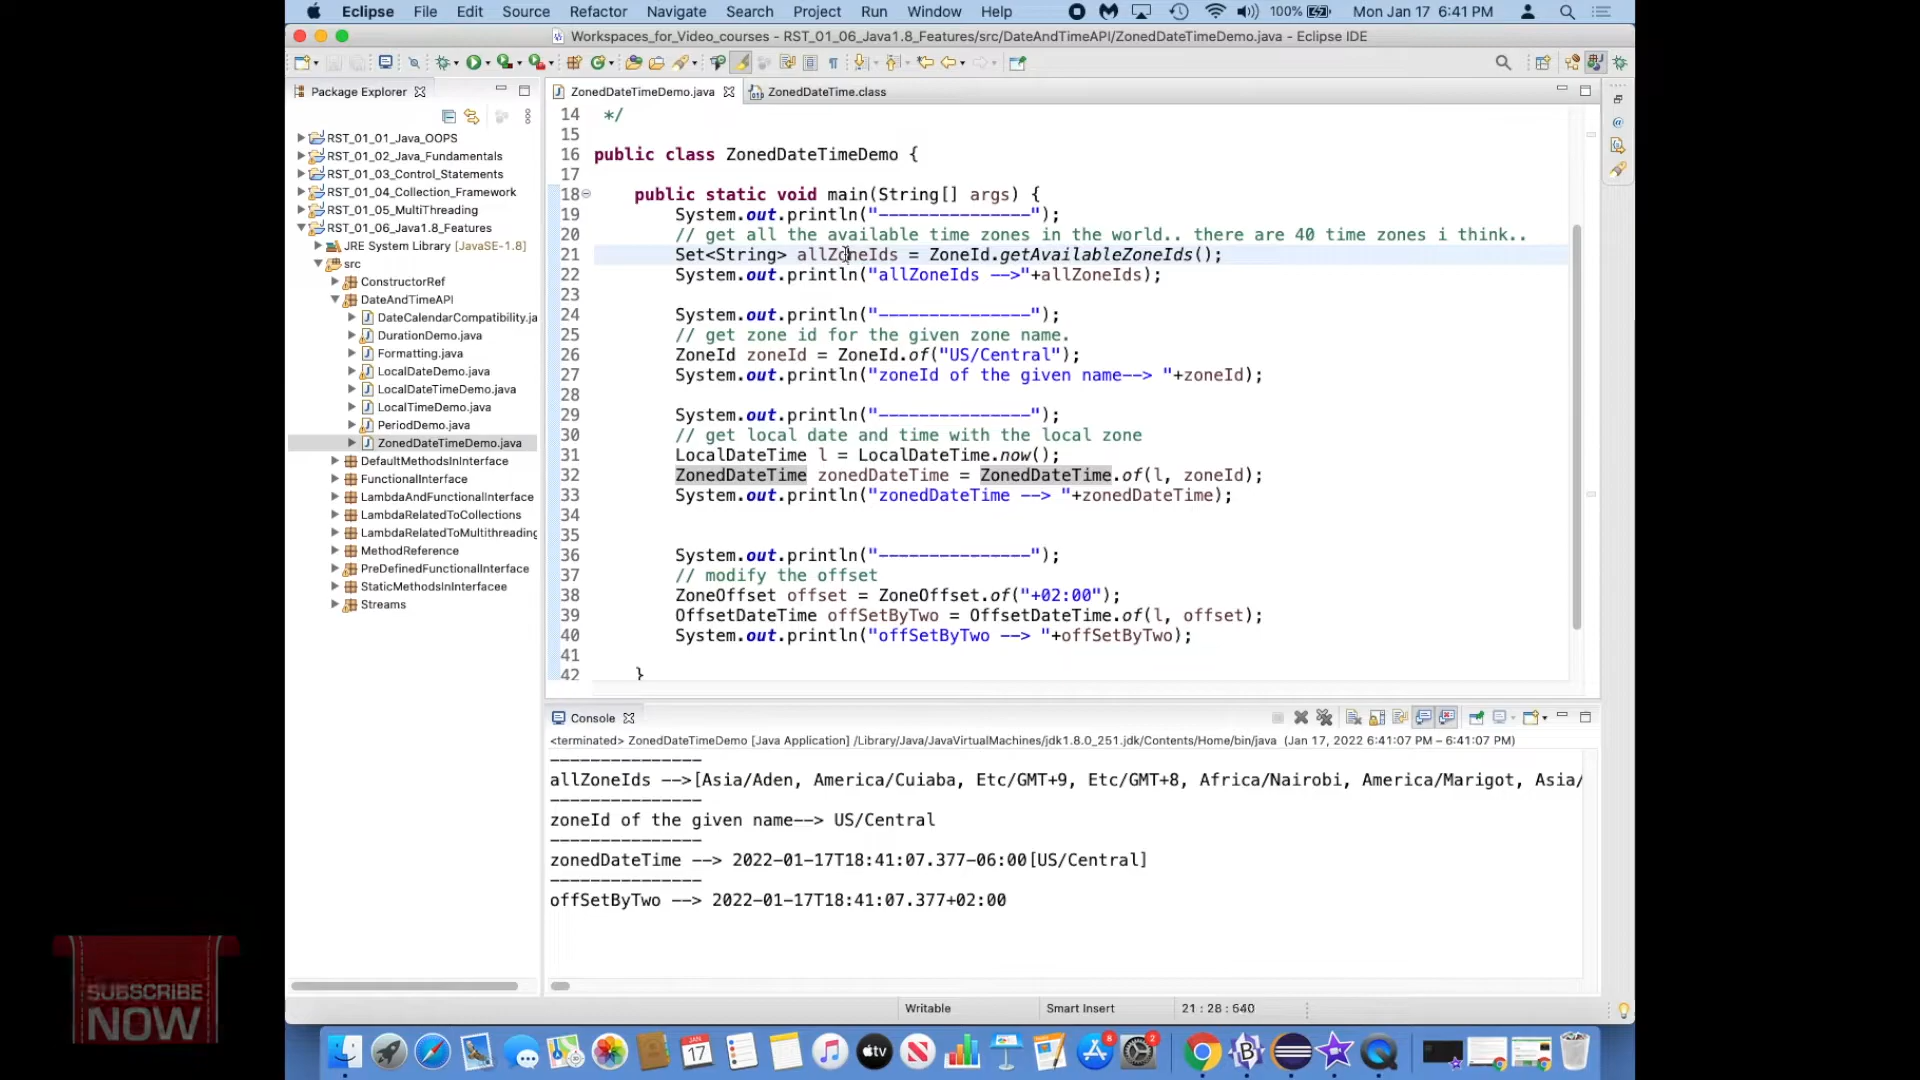 Eclipse File Edit Source Refactor Navigate Search Project Run Window Help 100% Mon Jan 17 6:41 PM
Workspaces_for_Video_courses - RST_01_06_Java1.8_Features/src/DateAndTimeAPI/ZonedDateTimeDemo.java - Eclipse IDE
Package Explorer
RST_01_01_Java_OOPS
RST_01_02_Java_Fundamentals
RST_01_03_Control_Statements
RST_01_04_Collection_Framework
RST_01_05_MultiThreading
RST_01_06_Java1.8_Features
JRE System Library [JavaSE-1.8]
src
ConstructorRef
DateAndTimeAPI
DateCalendarCompatibility.ja
DurationDemo.java
Formatting.java
LocalDateDemo.java
LocalDateTimeDemo.java
LocalTimeDemo.java
PeriodDemo.java
ZonedDateTimeDemo.java
DefaultMethodsInInterface
FunctionalInterface
LambdaAndFunctionalInterface
LambdaRelatedToCollections
LambdaRelatedToMultithreading
MethodReference
PreDefinedFunctionalInterface
StaticMethodsInInterfacee
Streams
ZonedDateTimeDemo.java ZonedDateTime.class
14 */
15
16 public class ZonedDateTimeDemo {
17
18 public static void main(String[] args) {
19 System.out.println("---------------");
20 // get all the available time zones in the world.. there are 40 time zones i think..
21 Set<String> allZoneIds = ZoneId.getAvailableZoneIds();
22 System.out.println("allZoneIds -->"+allZoneIds);
23
24 System.out.println("---------------");
25 // get zone id for the given zone name.
26 ZoneId zoneId = ZoneId.of("US/Central");
27 System.out.println("zoneId of the given name--> "+zoneId);
28
29 System.out.println("---------------");
30 // get local date and time with the local zone
31 LocalDateTime l = LocalDateTime.now();
32 ZonedDateTime zonedDateTime = ZonedDateTime.of(l, zoneId);
33 System.out.println("zonedDateTime --> "+zonedDateTime);
34
35
36 System.out.println("---------------");
37 // modify the offset
38 ZoneOffset offset = ZoneOffset.of("+02:00");
39 OffsetDateTime offSetByTwo = OffsetDateTime.of(l, offset);
40 System.out.println("offSetByTwo --> "+offSetByTwo);
41
42 }
Console
<terminated> ZonedDateTimeDemo [Java Application] /Library/Java/JavaVirtualMachines/jdk1.8.0_251.jdk/Contents/Home/bin/java (Jan 17, 2022 6:41:07 PM – 6:41:07 PM)
---------------
allZoneIds -->[Asia/Aden, America/Cuiaba, Etc/GMT+9, Etc/GMT+8, Africa/Nairobi, America/Marigot, Asia/
---------------
zoneId of the given name--> US/Central
---------------
zonedDateTime --> 2022-01-17T18:41:07.377-06:00[US/Central]
---------------
offSetByTwo --> 2022-01-17T18:41:07.377+02:00
Writable Smart Insert 21 : 28 : 640
SUBSCRIBE
NOW
JAN
17
tv
8
2